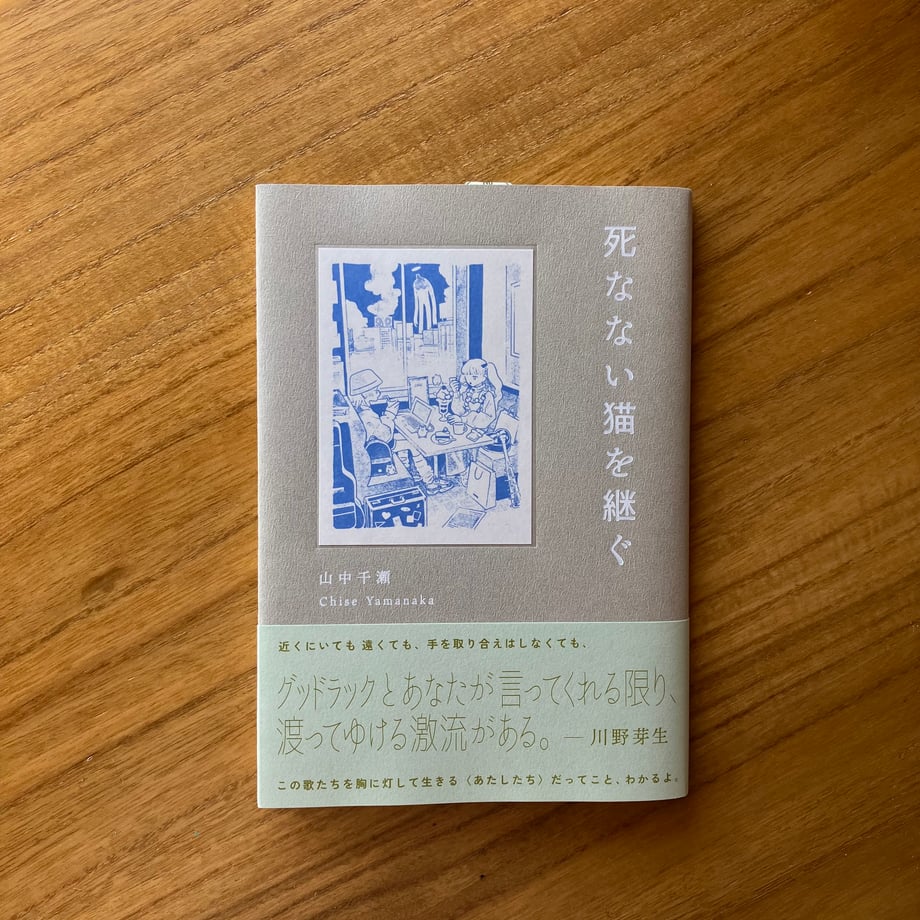 死なない猫を継ぐ
山中千瀬
Chise Yamanaka
近くにいても 遠くても、手を取り合えはしなくても、
グッドラックとあなたが言ってくれる限り、
渡ってゆける激流がある。 — 川野芽生
この歌たちを胸に灯して生きる〈あたしたち〉だってこと、わかるよ。